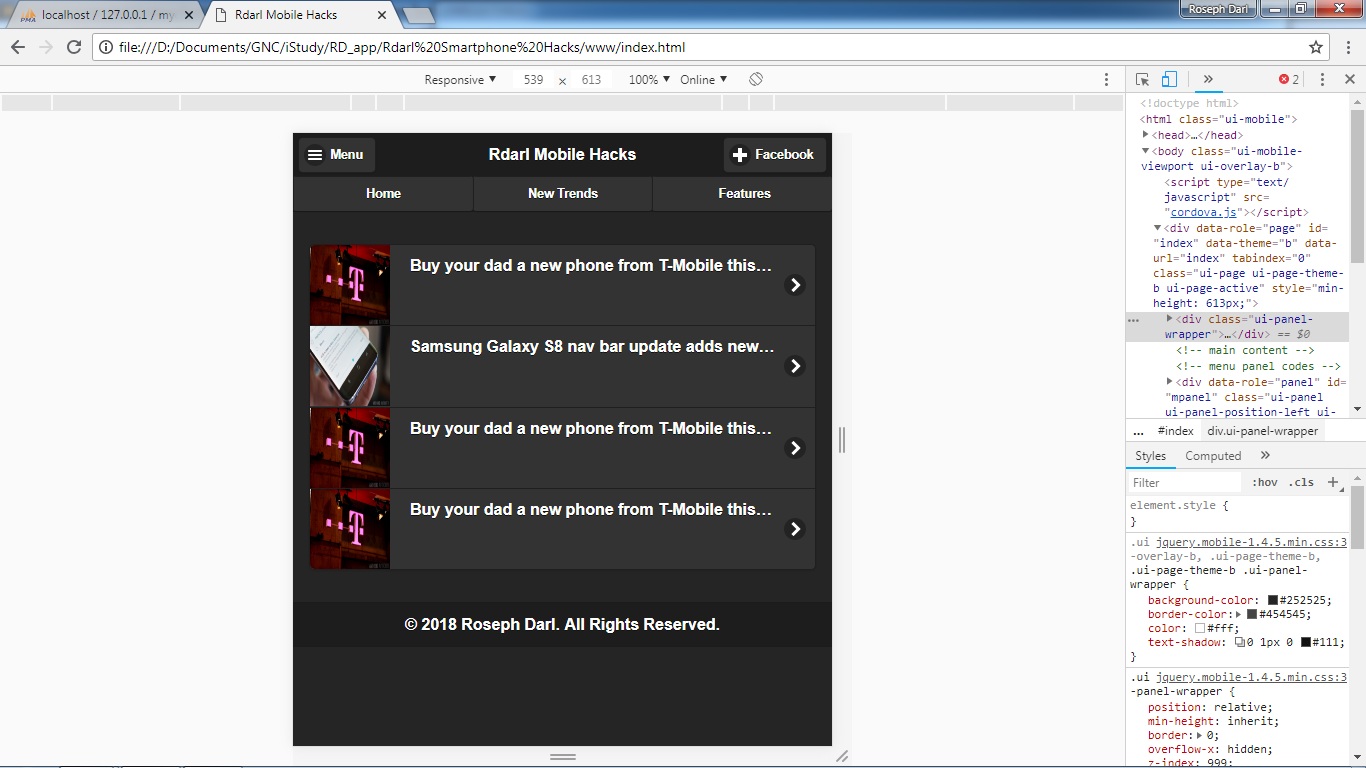 localhost / 127.0.0.1 / my
Rdarl Mobile Hacks
Roseph Darl
file:///D:/Documents/GNC/iStudy/RD_app/Rdarl%20Smartphone%20Hacks/www/index.html
Responsive ▼ 539 x 613 100% ▼ Online ▼
2
Menu
Rdarl Mobile Hacks
Facebook
Home
New Trends
Features
Buy your dad a new phone from T-Mobile this…
Samsung Galaxy S8 nav bar update adds new…
Buy your dad a new phone from T-Mobile this…
Buy your dad a new phone from T-Mobile this…
© 2018 Roseph Darl. All Rights Reserved.
<!doctype html>
<html class="ui-mobile">
▶<head>…</head>
▼<body class="ui-mobile-
viewport ui-overlay-b">
<script type="text/
javascript" src=
"cordova.js"></script>
▼<div data-role="page" id=
"index" data-theme="b" data-
url="index" tabindex="0"
class="ui-page ui-page-theme-
b ui-page-active" style="min-
height: 613px;">
… ▶<div class="ui-panel-
wrapper">…</div> == $0
<!-- main content -->
<!-- menu panel codes -->
▶<div data-role="panel" id=
"mpanel" class="ui-panel
ui-panel-position-left ui-
... #index div.ui-panel-wrapper
Styles Computed »
Filter :hov .cls +
element.style {
}
.ui jquery.mobile-1.4.5.min.css:3
-overlay-b, .ui-page-theme-b,
.ui-page-theme-b .ui-panel-
wrapper {
background-color: #252525;
border-color:▶ #454545;
color: #fff;
text-shadow: 0 1px 0 #111;
}
.ui jquery.mobile-1.4.5.min.css:3
-panel-wrapper {
position: relative;
min-height: inherit;
border:▶ 0;
overflow-x: hidden;
z-index: 999;